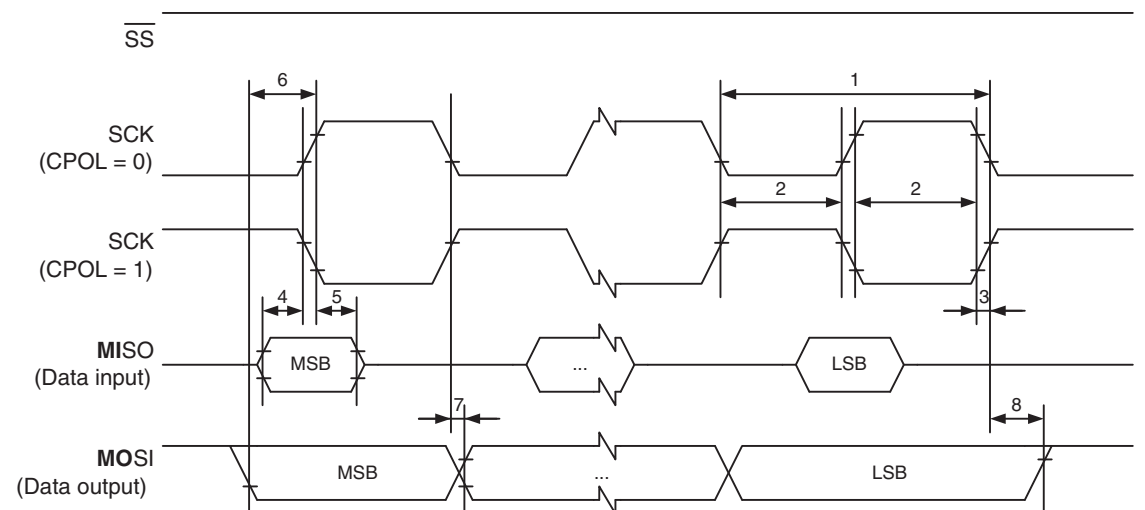 SS
6
1
SCK
(CPOL = 0)
2
2
SCK
(CPOL = 1)
4
5
3
MISO
(Data input)
MSB
...
LSB
7
8
MOSI
(Data output)
MSB
...
LSB